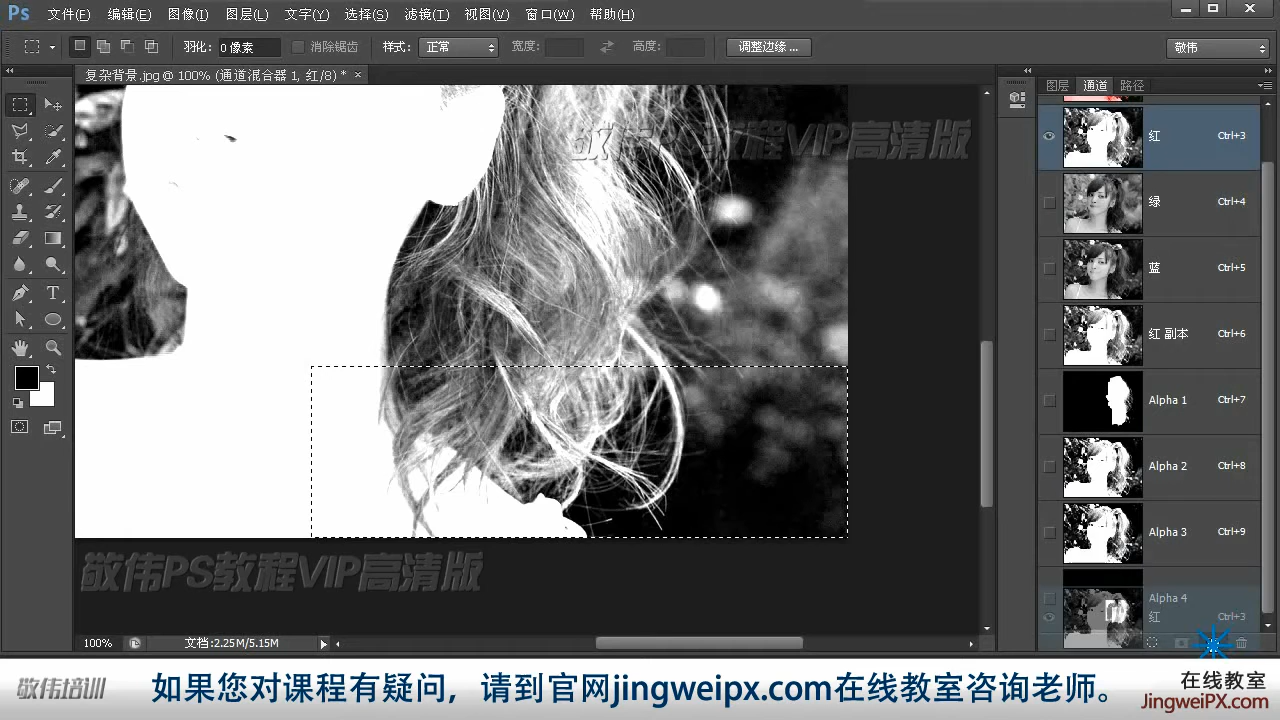 Ps 文件(F) 编辑(E) 图像(I) 图层(L) 文字(Y) 选择(S) 滤镜(T) 视图(V) 窗口(W) 帮助(H)
羽化: 0 像素 消除锯齿 样式: 正常 宽度: 高度: 调整边缘... 敬伟
复杂背景.jpg @ 100% (通道混合器 1, 红/8) * ×
图层 通道 路径
红 Ctrl+3
敬伟PS教程VIP高清版
绿 Ctrl+4
蓝 Ctrl+5
红 副本 Ctrl+6
Alpha 1 Ctrl+7
Alpha 2 Ctrl+8
Alpha 3 Ctrl+9
敬伟PS教程VIP高清版
Alpha 4
红 Ctrl+3
100% 文档:2.25M/5.15M
敬伟培训 如果您对课程有疑问，请到官网jingweipx.com在线教室咨询老师。
在线教室
JingweiPX.com